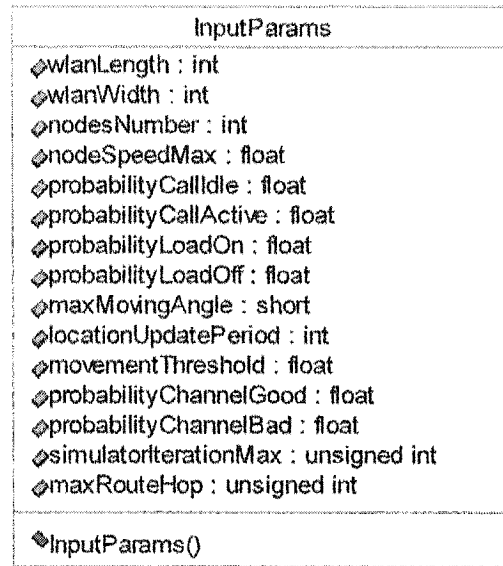 InputParams
wlanLength : int
wlanWidth : int
nodesNumber : int
nodeSpeedMax : float
probabilityCallIdle : float
probabilityCallActive : float
probabilityLoadOn : float
probabilityLoadOff : float
maxMovingAngle : short
locationUpdatePeriod : int
movementThreshold : float
probabilityChannelGood : float
probabilityChannelBad : float
simulatorIterationMax : unsigned int
maxRouteHop : unsigned int
InputParams()